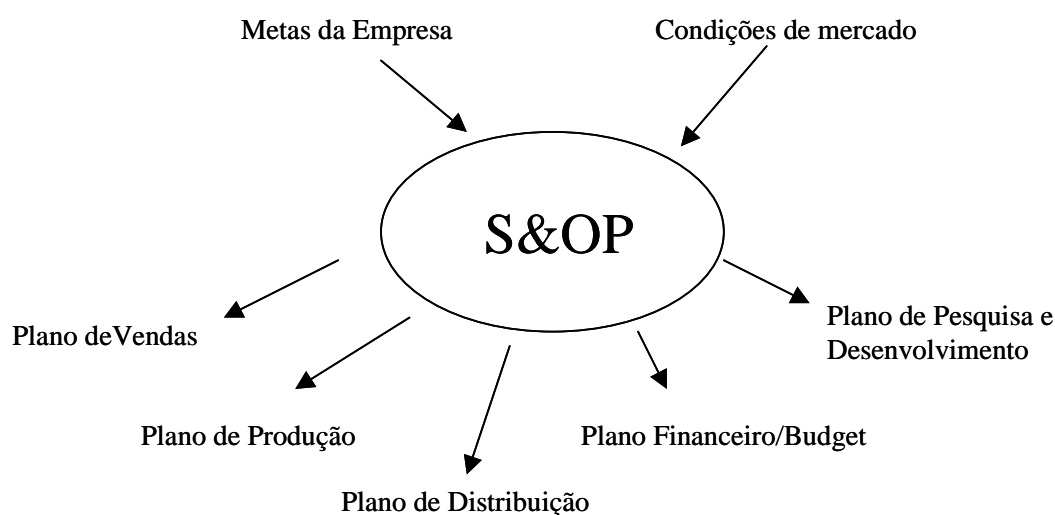 Metas da Empresa
Condições de mercado
S&OP
Plano deVendas
Plano de Pesquisa e
Desenvolvimento
Plano de Produção
Plano Financeiro/Budget
Plano de Distribuição